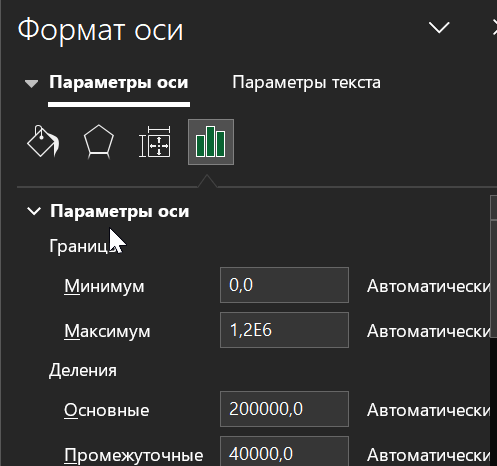 Формат оси
Параметры оси Параметры текста
Параметры оси
Границы
Минимум 0,0 Автоматически
Максимум 1,2E6 Автоматически
Деления
Основные 200000,0 Автоматически
Промежуточные 40000,0 Автоматически